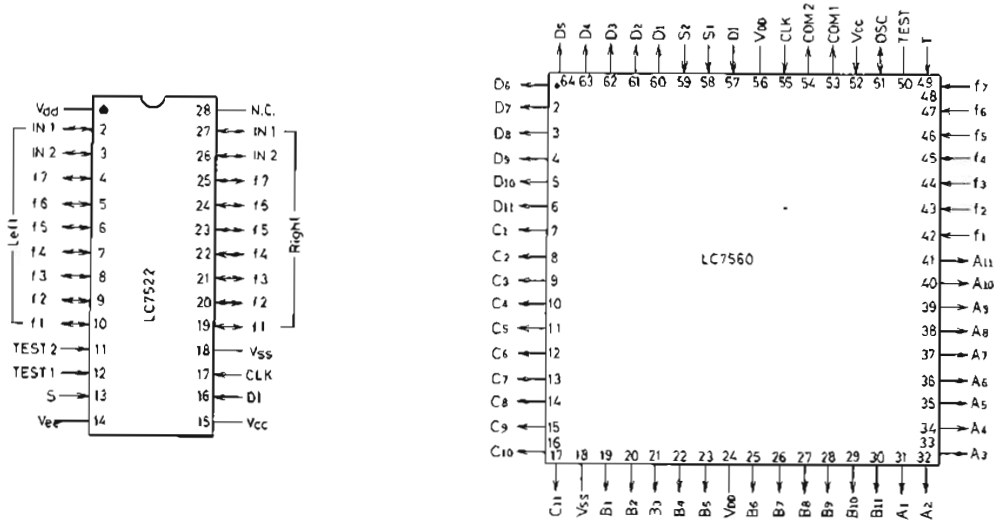 Vdd 28 N.C.
IN 1 2 27 IN 1
IN 2 3 26 IN 2
f7 4 25 f7
f6 5 24 f6
f5 6 23 f5
f4 7 22 f4
f3 8 21 f3
f2 9 20 f2
f1 10 19 f1
TEST 2 11 18 VSS
TEST 1 12 17 CLK
S 13 16 DI
Vee 14 15 Vcc
Left
Right
LC7522
D5 D4 D3 D2 D1 S2 S1 DI VDD CLK COM2 COM1 Vcc OSC TEST T
64 63 62 61 60 59 58 57 56 55 54 53 52 51 50 49
D6 48 f7
D7 2 47 f6
D8 3 46 f5
D9 4 45 f4
D10 5 44 f3
D11 6 43 f2
C1 7 42 f1
C2 8 LC7560 41 A11
C3 9 40 A10
C4 10 39 A9
C5 11 38 A8
C6 12 37 A7
C7 13 36 A6
C8 14 35 A5
C9 15 34 A4
C10 16 33 A3
17 18 19 20 21 22 23 24 25 26 27 28 29 30 31 32
C11 VSS B1 B2 B3 B4 B5 VDD B6 B7 B8 B9 B10 B11 A1 A2